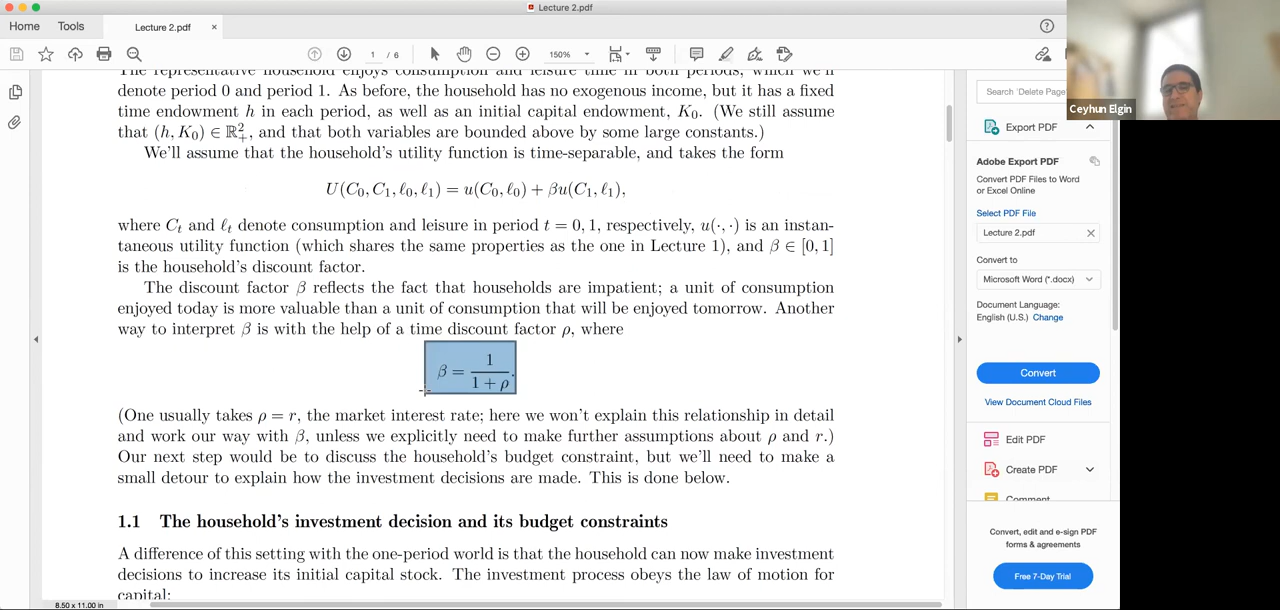 Lecture 2.pdf
Home Tools Lecture 2.pdf ×
1 / 6 150%
The representative household enjoys consumption and leisure time in both periods, which we'll
denote period 0 and period 1. As before, the household has no exogenous income, but it has a fixed
time endowment h in each period, as well as an initial capital endowment, K₀. (We still assume
that (h, K₀) ∈ ℝ²₊, and that both variables are bounded above by some large constants.)
We'll assume that the household's utility function is time-separable, and takes the form
U(C₀, C₁, ℓ₀, ℓ₁) = u(C₀, ℓ₀) + βu(C₁, ℓ₁),
where Cₜ and ℓₜ denote consumption and leisure in period t = 0, 1, respectively, u(·, ·) is an instan-
taneous utility function (which shares the same properties as the one in Lecture 1), and β ∈ [0, 1]
is the household's discount factor.
The discount factor β reflects the fact that households are impatient; a unit of consumption
enjoyed today is more valuable than a unit of consumption that will be enjoyed tomorrow. Another
way to interpret β is with the help of a time discount factor ρ, where
β = 1 / (1 + ρ).
(One usually takes ρ = r, the market interest rate; here we won't explain this relationship in detail
and work our way with β, unless we explicitly need to make further assumptions about ρ and r.)
Our next step would be to discuss the household's budget constraint, but we'll need to make a
small detour to explain how the investment decisions are made. This is done below.
1.1 The household's investment decision and its budget constraints
A difference of this setting with the one-period world is that the household can now make investment
decisions to increase its initial capital stock. The investment process obeys the law of motion for
capital:
8.50 x 11.00 in
Ceyhun Elgin
Search 'Delete Page'
Export PDF
Adobe Export PDF
Convert PDF Files to Word
or Excel Online
Select PDF File
Lecture 2.pdf
Convert to
Microsoft Word (*.docx)
Document Language:
English (U.S.) Change
Convert
View Document Cloud Files
Edit PDF
Create PDF
Comment
Convert, edit and e-sign PDF
forms & agreements
Free 7-Day Trial